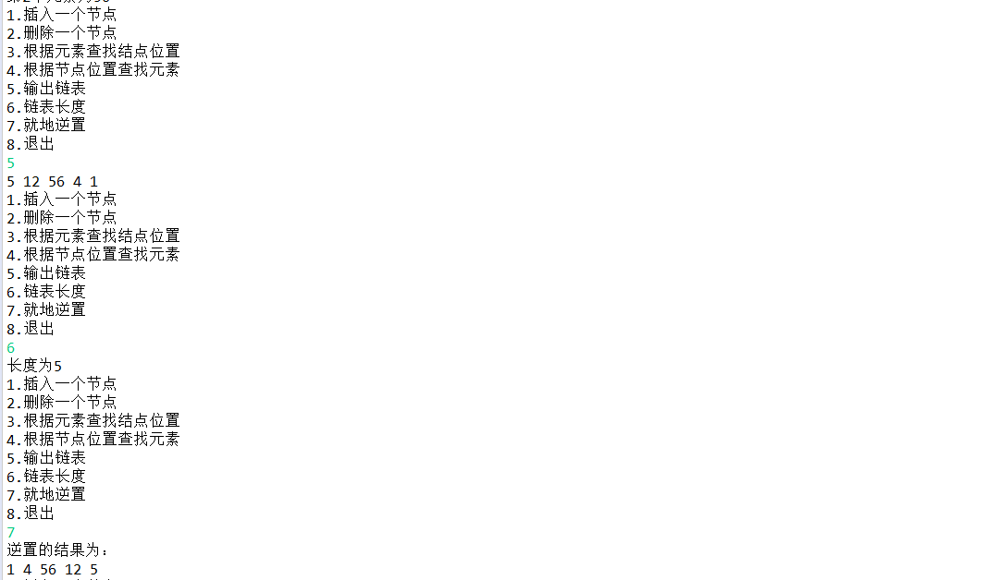 1.插入一个节点
2.删除一个节点
3.根据元素查找结点位置
4.根据节点位置查找元素
5.输出链表
6.链表长度
7.就地逆置
8.退出
5
5 12 56 4 1
1.插入一个节点
2.删除一个节点
3.根据元素查找结点位置
4.根据节点位置查找元素
5.输出链表
6.链表长度
7.就地逆置
8.退出
6
长度为5
1.插入一个节点
2.删除一个节点
3.根据元素查找结点位置
4.根据节点位置查找元素
5.输出链表
6.链表长度
7.就地逆置
8.退出
7
逆置的结果为：
1 4 56 12 5